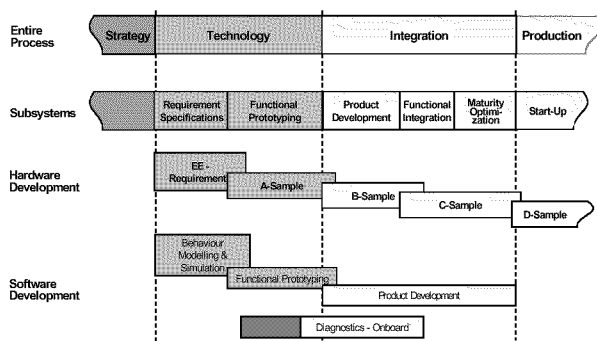 Entire
Process
Strategy
Technology
Integration
Production
Subsystems
Requirement
Specifications
Functional
Prototyping
Product
Development
Functional
Integration
Maturity
Optimi-
zation
Start-Up
Hardware
Development
EE -
Requirement
A-Sample
B-Sample
C-Sample
D-Sample
Software
Development
Behaviour
Modelling &
Simulation
Functional Prototyping
Product Development
Diagnostics - Onboard